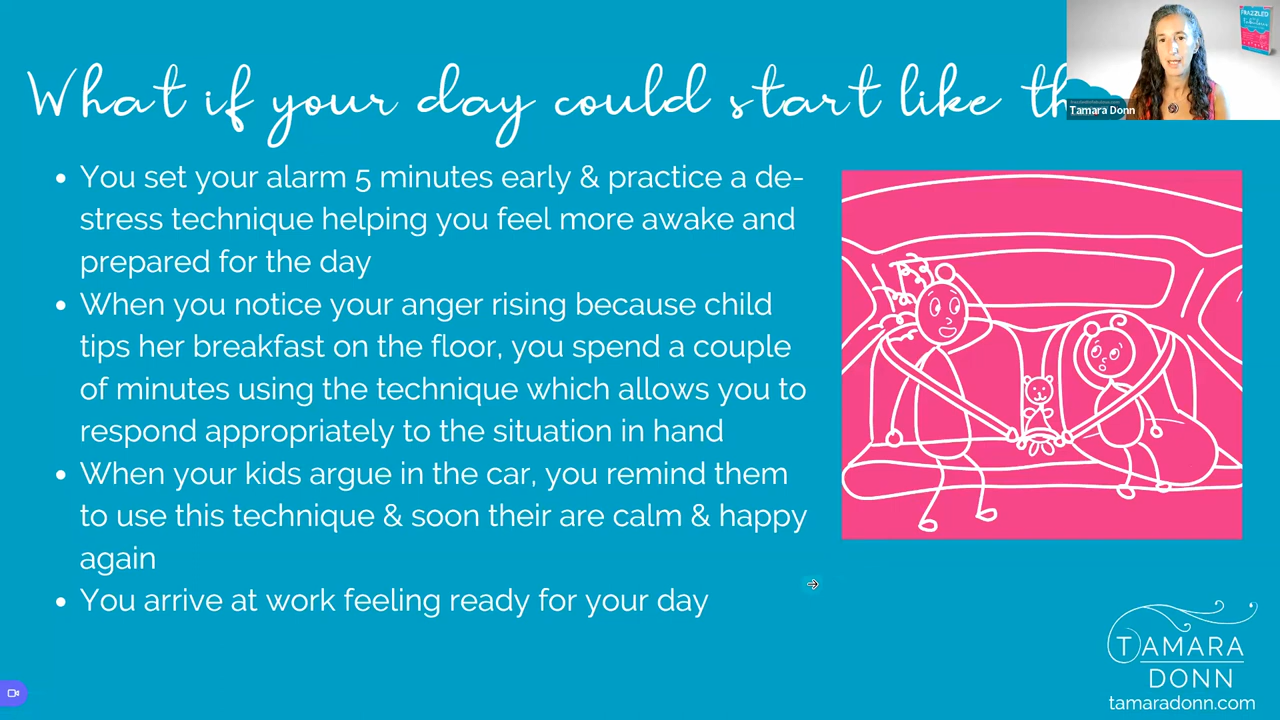 What if your day could start like th
Tamara Donn
FRAZZLED
• You set your alarm 5 minutes early & practice a de-
stress technique helping you feel more awake and
prepared for the day
• When you notice your anger rising because child
tips her breakfast on the floor, you spend a couple
of minutes using the technique which allows you to
respond appropriately to the situation in hand
• When your kids argue in the car, you remind them
to use this technique & soon their are calm & happy
again
• You arrive at work feeling ready for your day
TAMARA
DONN
tamaradonn.com